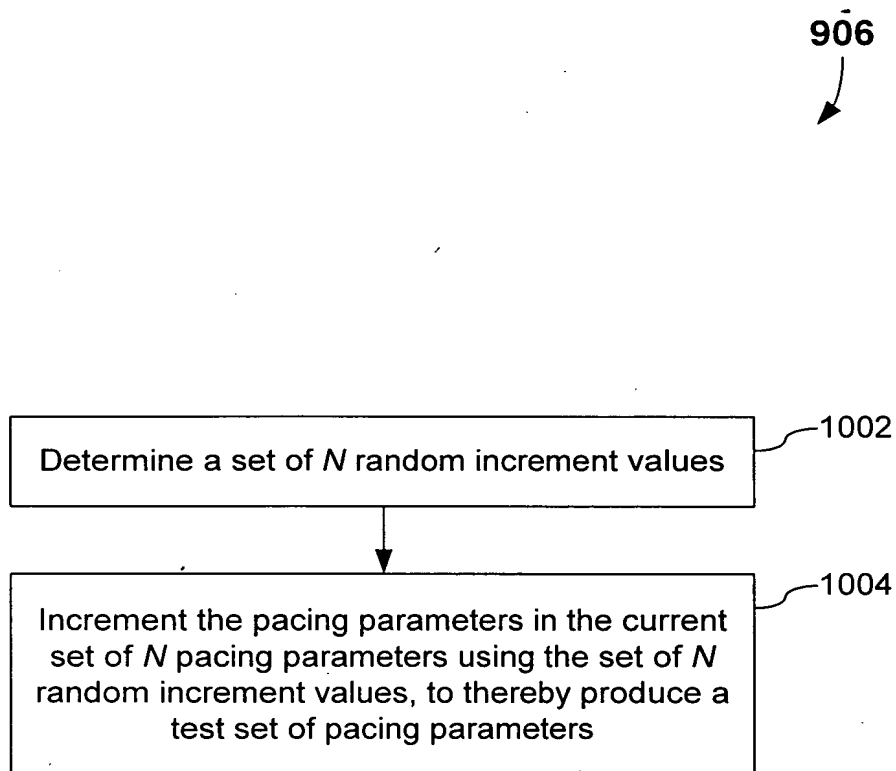 906
Determine a set of N random increment values
1002
Increment the pacing parameters in the current
set of N pacing parameters using the set of N
random increment values, to thereby produce a
test set of pacing parameters
1004